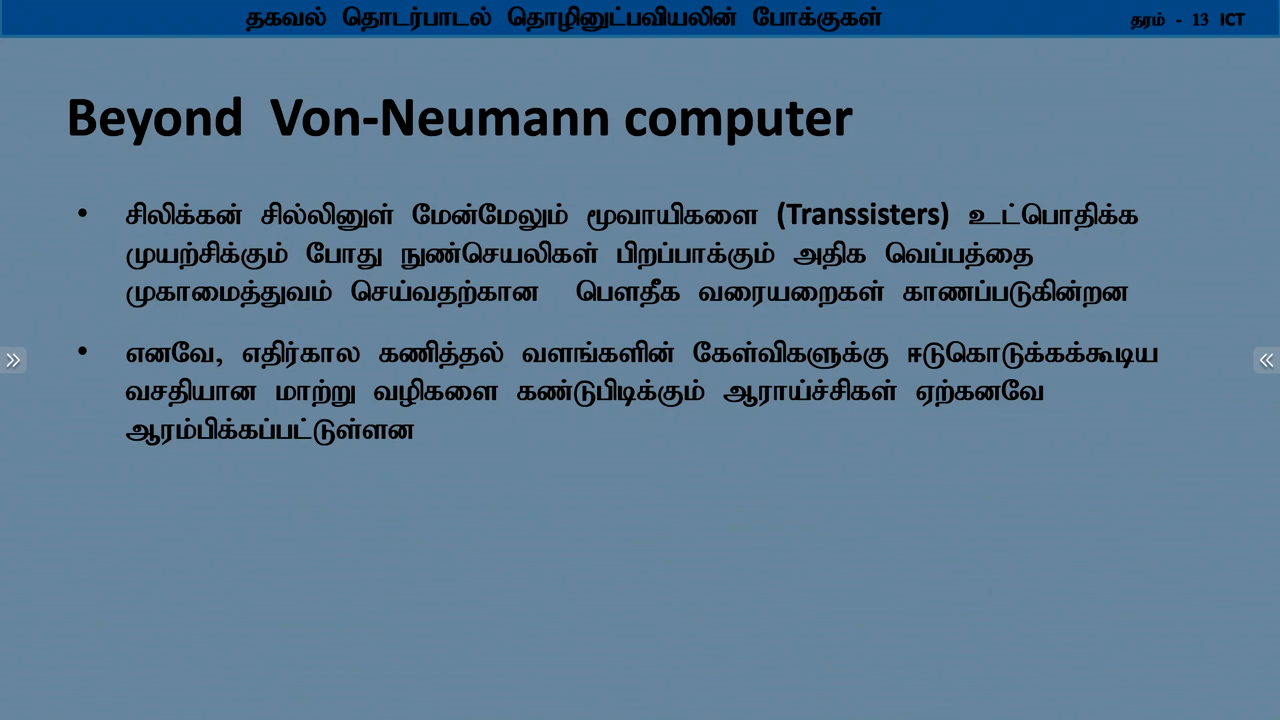 தகவல் தொடர்பாடல் தொழினுட்பவியலின் போக்குகள்
தரம் - 13 ICT
Beyond Von-Neumann computer
• சிலிக்கன் சில்லினுள் மேன்மேலும் மூவாயிகளை (Transsisters) உட்பொதிக்க
முயற்சிக்கும் போது நுண்செயலிகள் பிறப்பாக்கும் அதிக வெப்பத்தை
முகாமைத்துவம் செய்வதற்கான பௌதீக வரையறைகள் காணப்படுகின்றன
• எனவே, எதிர்கால கணித்தல் வளங்களின் கேள்விகளுக்கு ஈடுகொடுக்கக்கூடிய
வசதியான மாற்று வழிகளை கண்டுபிடிக்கும் ஆராய்ச்சிகள் ஏற்கனவே
ஆரம்பிக்கப்பட்டுள்ளன